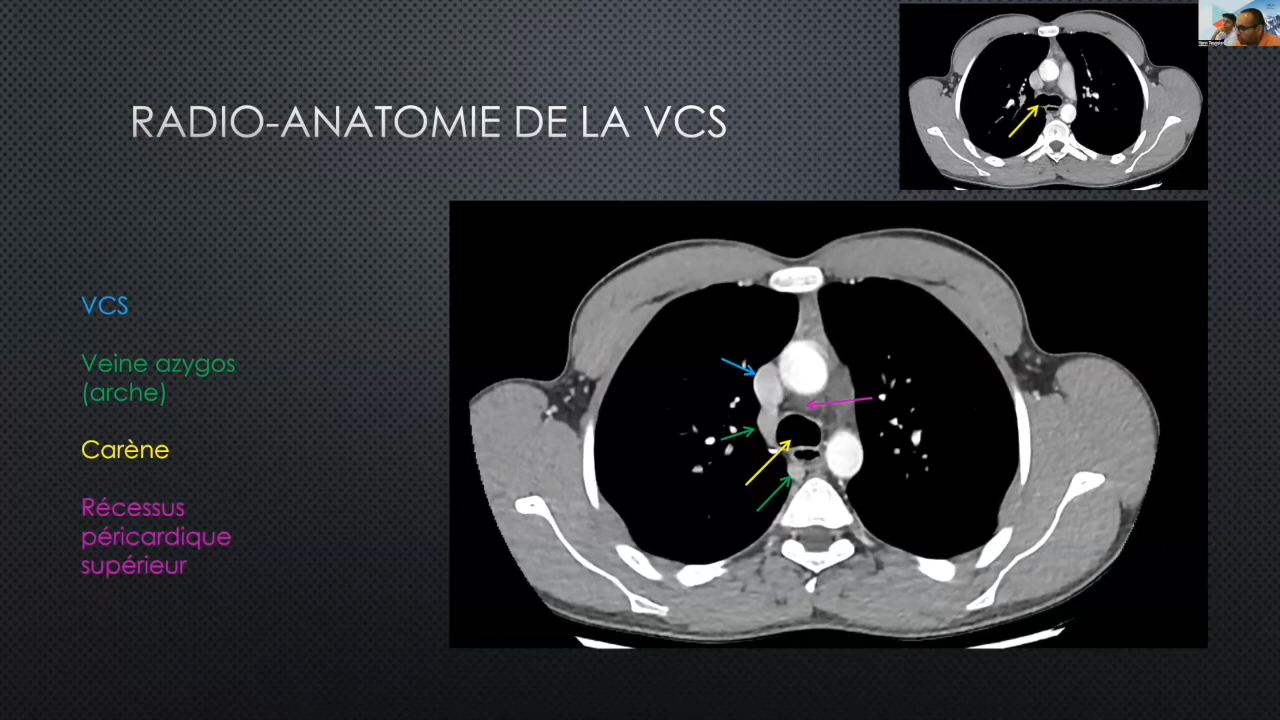 RADIO-ANATOMIE DE LA VCS
VCS
Veine azygos
(arche)
Carène
Récessus
péricardique
supérieur